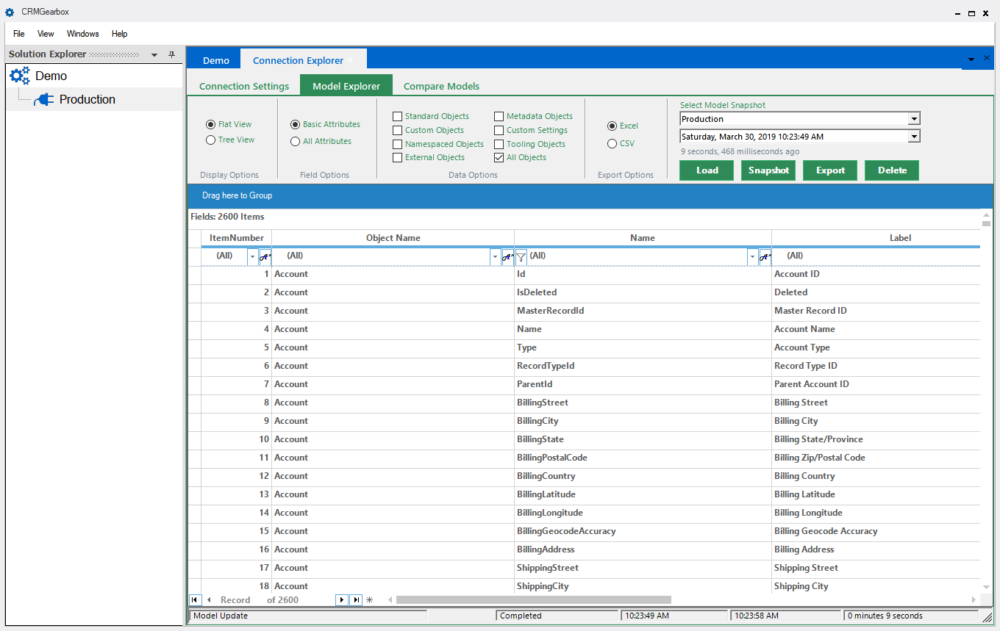 CRMGearbox
File View Windows Help
Solution Explorer
Demo
Production
Demo Connection Explorer
Connection Settings Model Explorer Compare Models
Flat View
Tree View
Display Options
Basic Attributes
All Attributes
Field Options
Standard Objects Metadata Objects
Custom Objects Custom Settings
Namespaced Objects Tooling Objects
External Objects All Objects
Data Options
Excel
CSV
Export Options
Select Model Snapshot
Production
Saturday, March 30, 2019 10:23:49 AM
9 seconds, 468 milliseconds ago
Load Snapshot Export Delete
Drag here to Group
Fields: 2600 Items
ItemNumber Object Name Name Label
(All) (All) (All) (All)
1 Account Id Account ID
2 Account IsDeleted Deleted
3 Account MasterRecordId Master Record ID
4 Account Name Account Name
5 Account Type Account Type
6 Account RecordTypeId Record Type ID
7 Account ParentId Parent Account ID
8 Account BillingStreet Billing Street
9 Account BillingCity Billing City
10 Account BillingState Billing State/Province
11 Account BillingPostalCode Billing Zip/Postal Code
12 Account BillingCountry Billing Country
13 Account BillingLatitude Billing Latitude
14 Account BillingLongitude Billing Longitude
15 Account BillingGeocodeAccuracy Billing Geocode Accuracy
16 Account BillingAddress Billing Address
17 Account ShippingStreet Shipping Street
18 Account ShippingCity Shipping City
Record of 2600
Model Update Completed 10:23:49 AM 10:23:58 AM 0 minutes 9 seconds